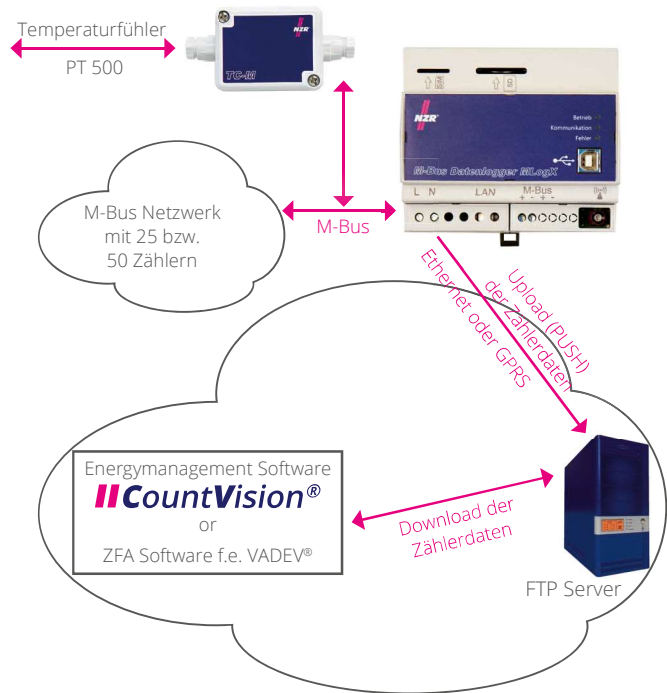 Temperaturfühler
PT 500
NZR
TC-M
SIM
SD
NZR®
Betrieb
Kommunikation
Fehler
M-Bus Datenlogger MLogX
L N LAN M-Bus
+ - + -
M-Bus Netzwerk
mit 25 bzw.
50 Zählern
M-Bus
Upload (PUSH)
der Zählerdaten
Ethernet oder GPRS
Energymanagement Software
CountVision®
or
ZFA Software f.e. VADEV®
Download der
Zählerdaten
FTP Server